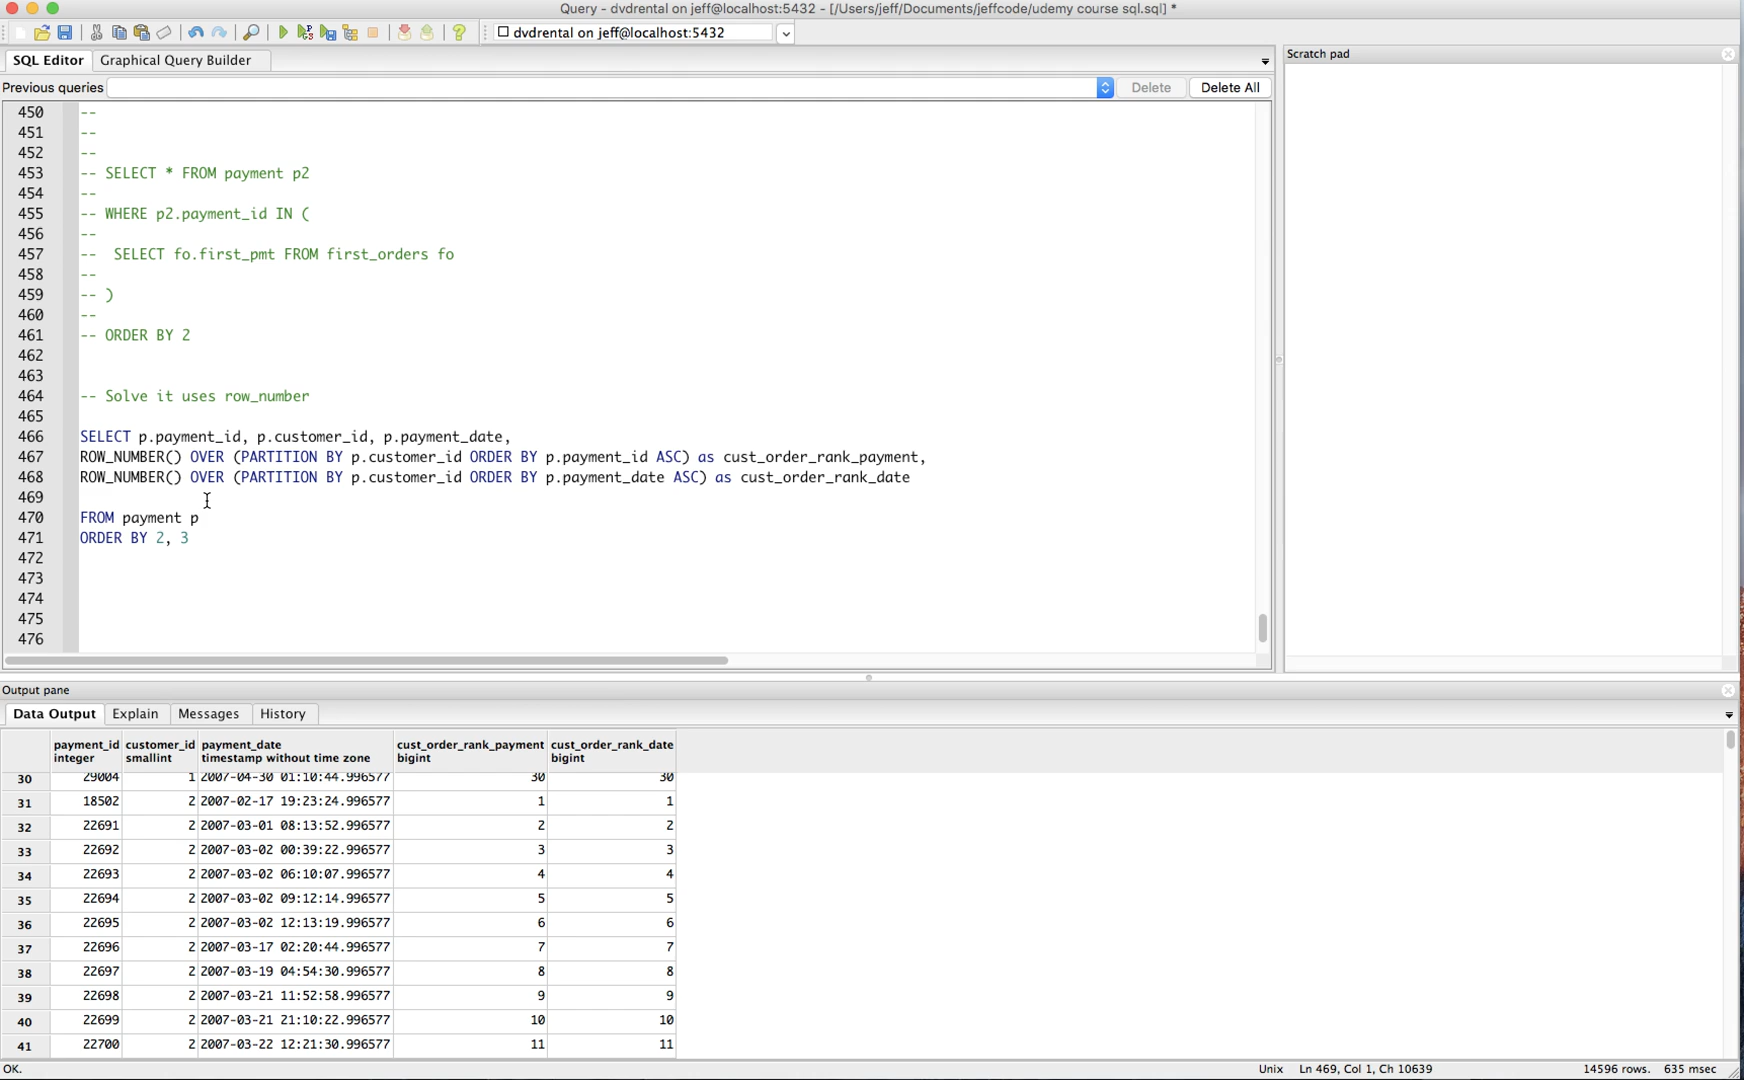 Query - dvdrental on jeff@localhost:5432 - [/Users/jeff/Documents/jeffcode/udemy course sql.sql] *
dvdrental on jeff@localhost:5432
SQL Editor Graphical Query Builder
Scratch pad
Previous queries Delete Delete All
450 --
451 --
452 --
453 -- SELECT * FROM payment p2
454 --
455 -- WHERE p2.payment_id IN (
456 --
457 -- SELECT fo.first_pmt FROM first_orders fo
458 --
459 -- )
460 --
461 -- ORDER BY 2
462
463
464 -- Solve it uses row_number
465
466 SELECT p.payment_id, p.customer_id, p.payment_date,
467 ROW_NUMBER() OVER (PARTITION BY p.customer_id ORDER BY p.payment_id ASC) as cust_order_rank_payment,
468 ROW_NUMBER() OVER (PARTITION BY p.customer_id ORDER BY p.payment_date ASC) as cust_order_rank_date
469
470 FROM payment p
471 ORDER BY 2, 3
472
473
474
475
476
Output pane
Data Output Explain Messages History
payment_id customer_id payment_date cust_order_rank_payment cust_order_rank_date
integer smallint timestamp without time zone bigint bigint
30 29004 1 2007-04-30 01:10:44.996577 30 30
31 18502 2 2007-02-17 19:23:24.996577 1 1
32 22691 2 2007-03-01 08:13:52.996577 2 2
33 22692 2 2007-03-02 00:39:22.996577 3 3
34 22693 2 2007-03-02 06:10:07.996577 4 4
35 22694 2 2007-03-02 09:12:14.996577 5 5
36 22695 2 2007-03-02 12:13:19.996577 6 6
37 22696 2 2007-03-17 02:20:44.996577 7 7
38 22697 2 2007-03-19 04:54:30.996577 8 8
39 22698 2 2007-03-21 11:52:58.996577 9 9
40 22699 2 2007-03-21 21:10:22.996577 10 10
41 22700 2 2007-03-22 12:21:30.996577 11 11
OK. Unix Ln 469, Col 1, Ch 10639 14596 rows. 635 msec